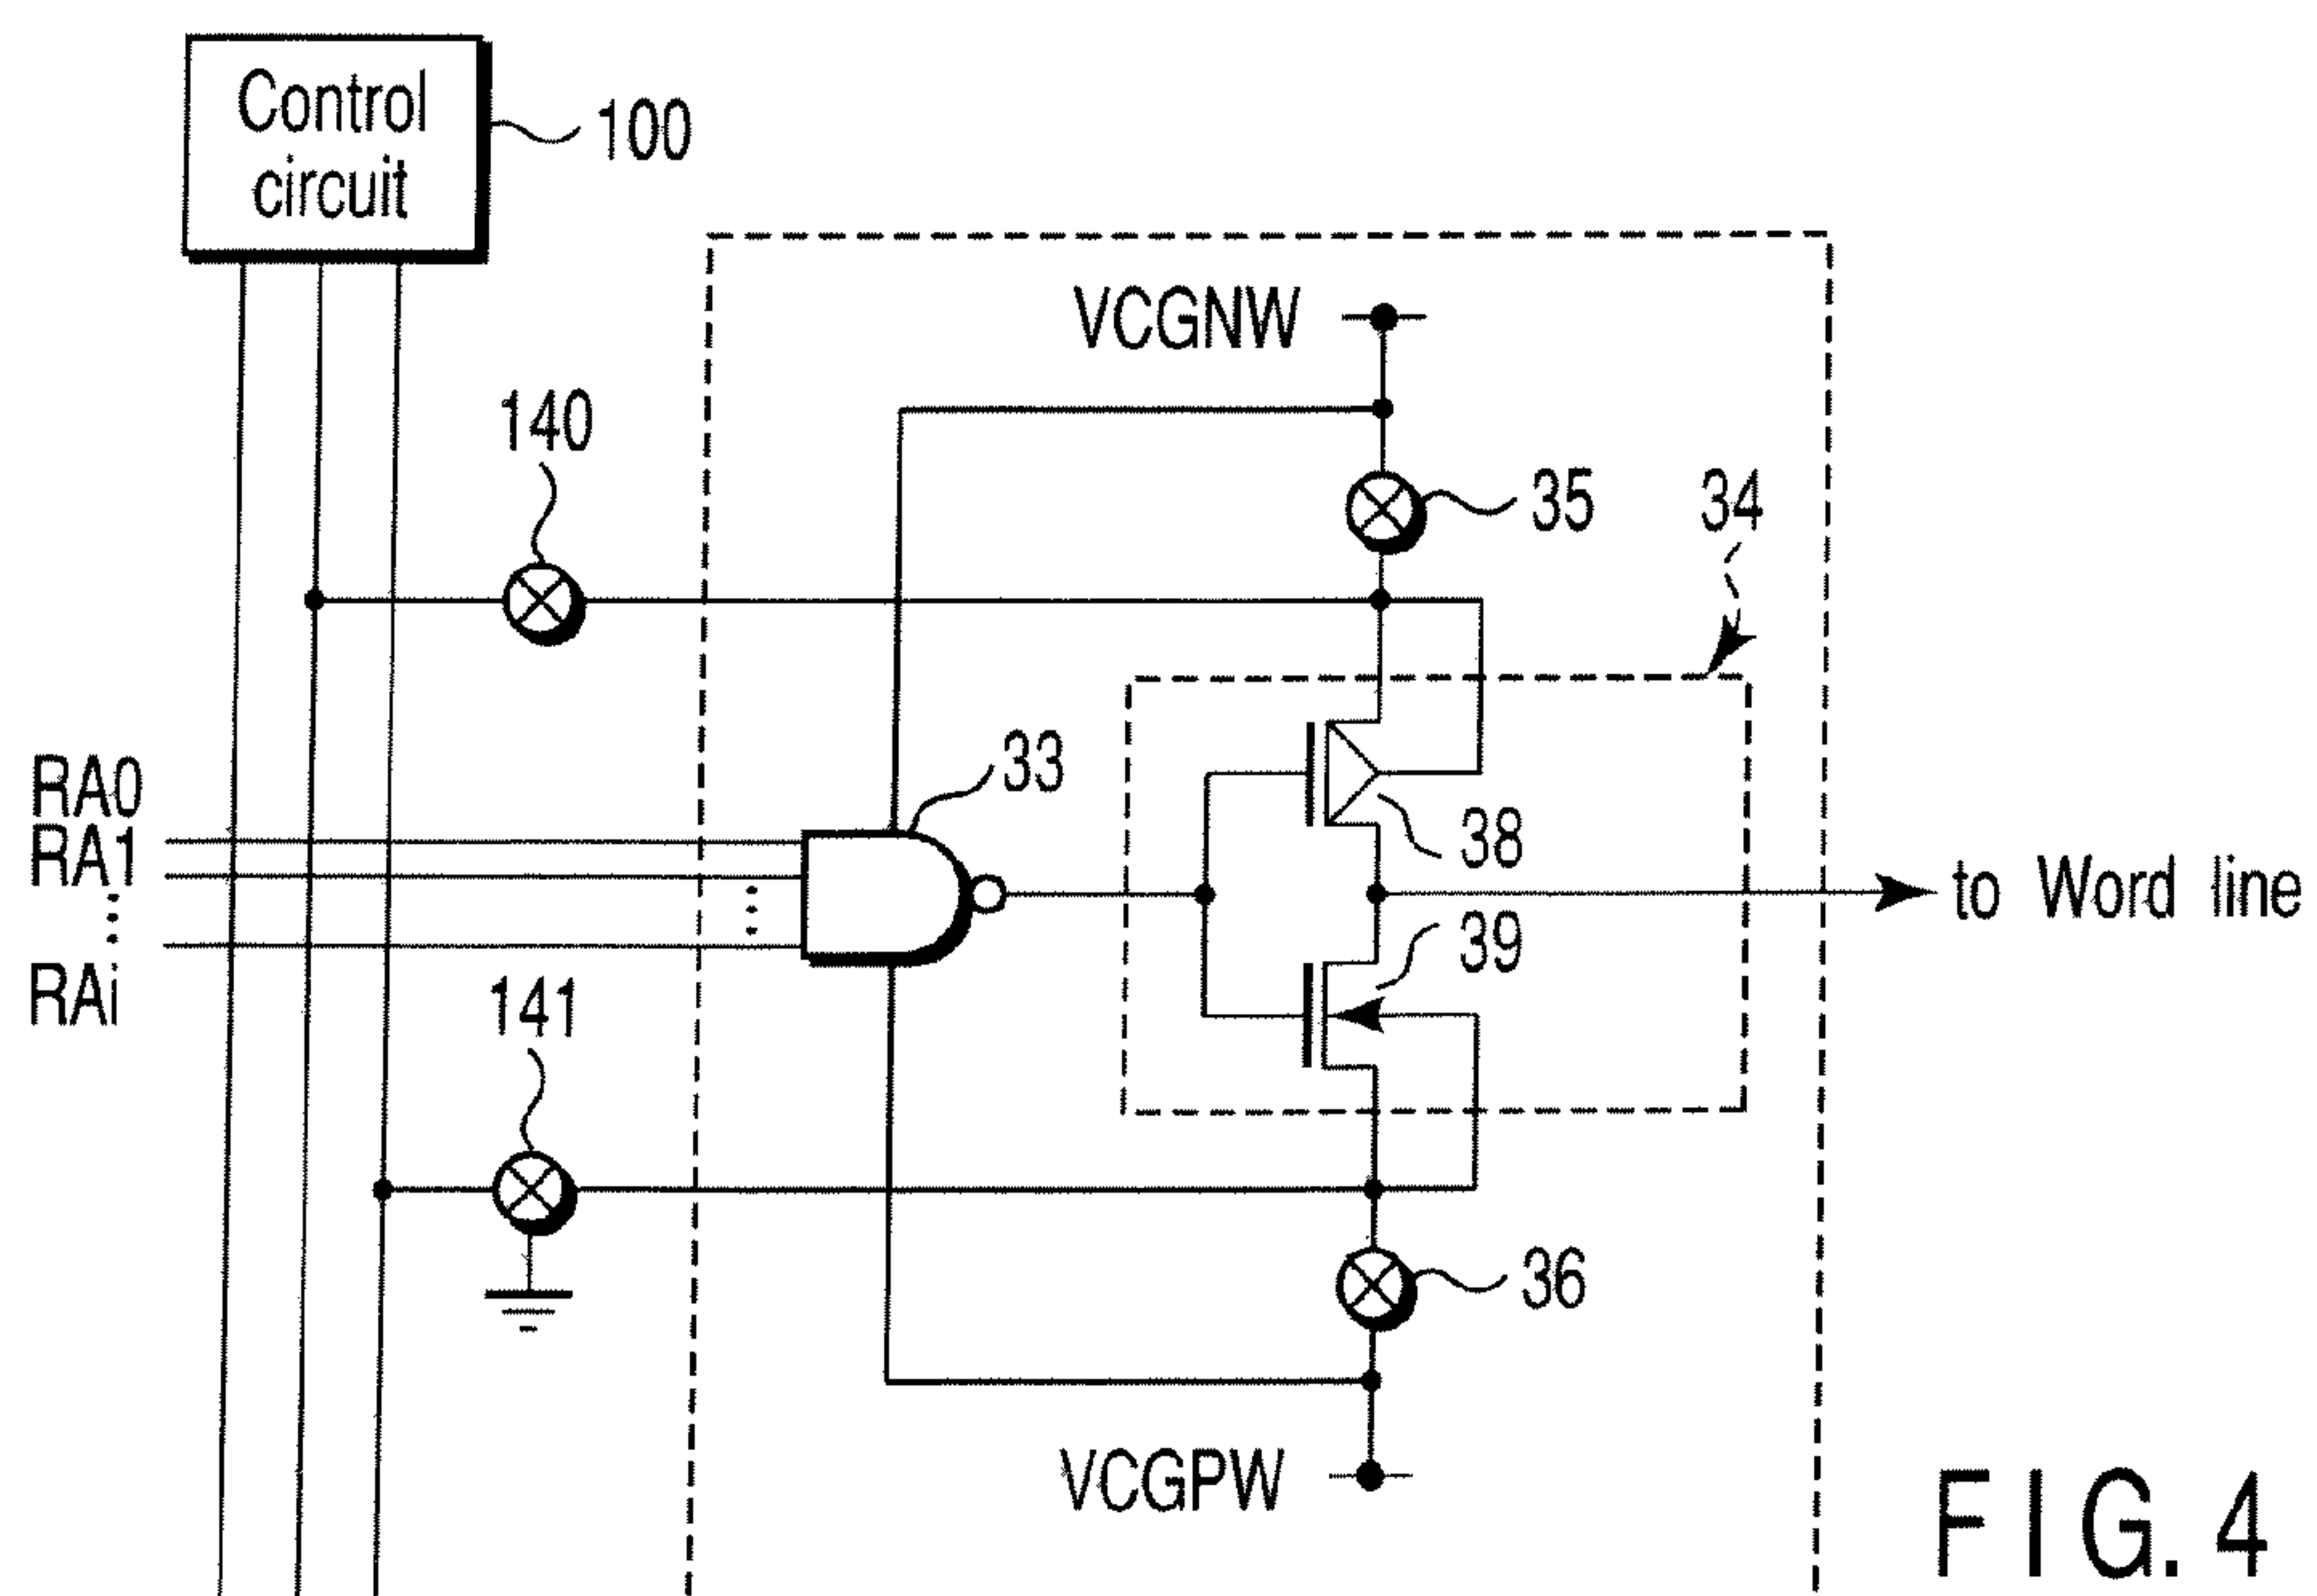 Control
circuit
100
VCGNW
140
35
34
33
RA0
RA1
RAi
38
to Word line
39
141
36
VCGPW
FIG. 4